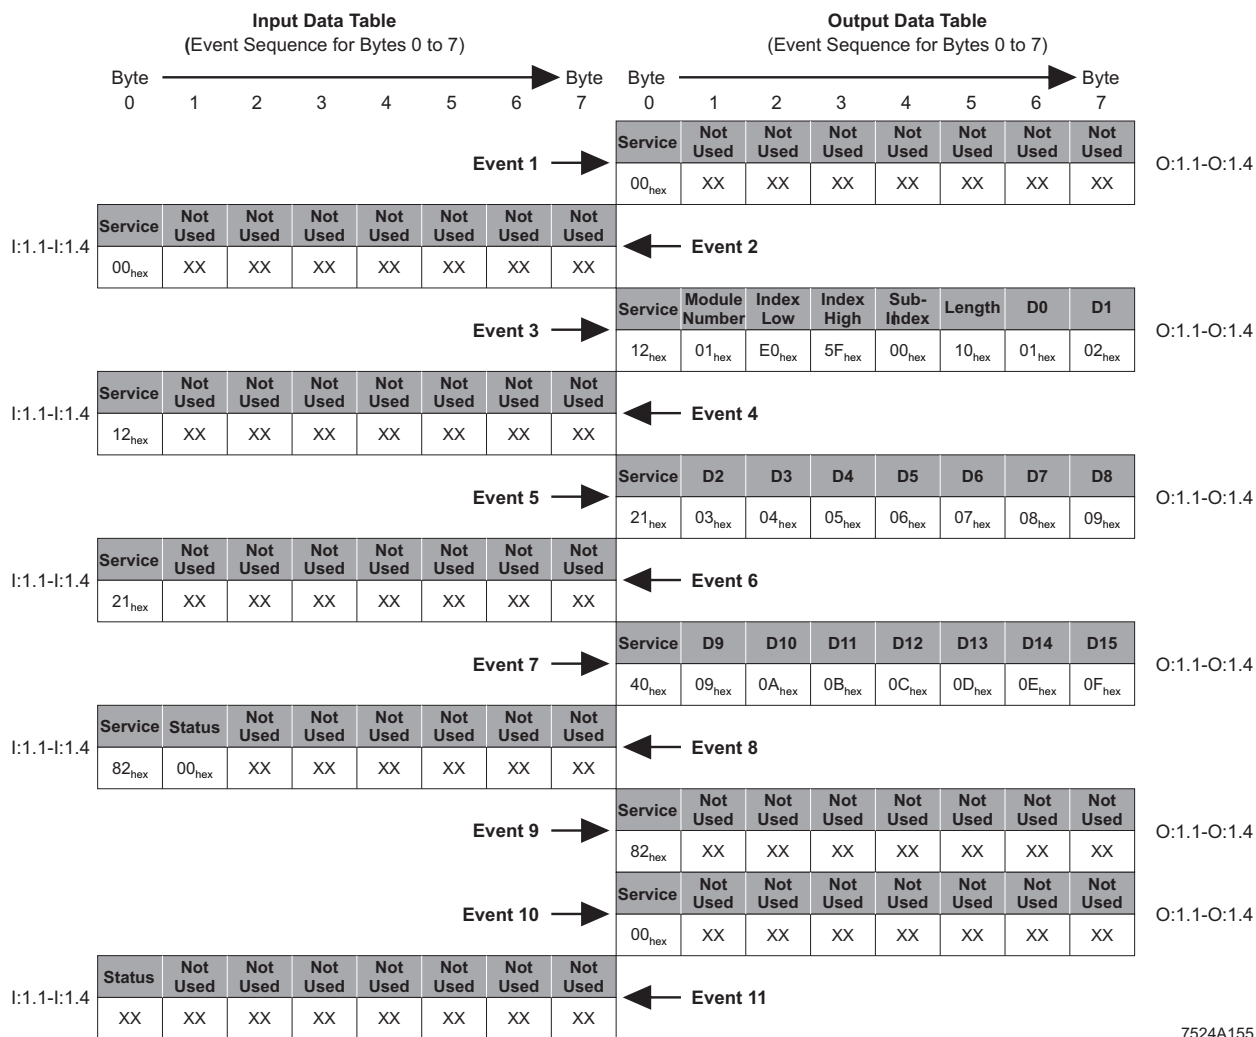 Input Data Table
(Event Sequence for Bytes 0 to 7)
Byte Byte
0 1 2 3 4 5 6 7
Output Data Table
(Event Sequence for Bytes 0 to 7)
Byte Byte
0 1 2 3 4 5 6 7
Event 1
Service Not Used Not Used Not Used Not Used Not Used Not Used Not Used
00hex XX XX XX XX XX XX XX
O:1.1-O:1.4
I:1.1-I:1.4
Service Not Used Not Used Not Used Not Used Not Used Not Used Not Used
00hex XX XX XX XX XX XX XX
Event 2
Event 3
Service Module Number Index Low Index High Sub-Index Length D0 D1
12hex 01hex E0hex 5Fhex 00hex 10hex 01hex 02hex
O:1.1-O:1.4
I:1.1-I:1.4
Service Not Used Not Used Not Used Not Used Not Used Not Used Not Used
12hex XX XX XX XX XX XX XX
Event 4
Event 5
Service D2 D3 D4 D5 D6 D7 D8
21hex 03hex 04hex 05hex 06hex 07hex 08hex 09hex
O:1.1-O:1.4
I:1.1-I:1.4
Service Not Used Not Used Not Used Not Used Not Used Not Used Not Used
21hex XX XX XX XX XX XX XX
Event 6
Event 7
Service D9 D10 D11 D12 D13 D14 D15
40hex 09hex 0Ahex 0Bhex 0Chex 0Dhex 0Ehex 0Fhex
O:1.1-O:1.4
I:1.1-I:1.4
Service Status Not Used Not Used Not Used Not Used Not Used Not Used
82hex 00hex XX XX XX XX XX XX
Event 8
Event 9
Service Not Used Not Used Not Used Not Used Not Used Not Used Not Used
82hex XX XX XX XX XX XX XX
O:1.1-O:1.4
Event 10
Service Not Used Not Used Not Used Not Used Not Used Not Used Not Used
00hex XX XX XX XX XX XX XX
O:1.1-O:1.4
I:1.1-I:1.4
Status Not Used Not Used Not Used Not Used Not Used Not Used Not Used
XX XX XX XX XX XX XX XX
Event 11
7524A155